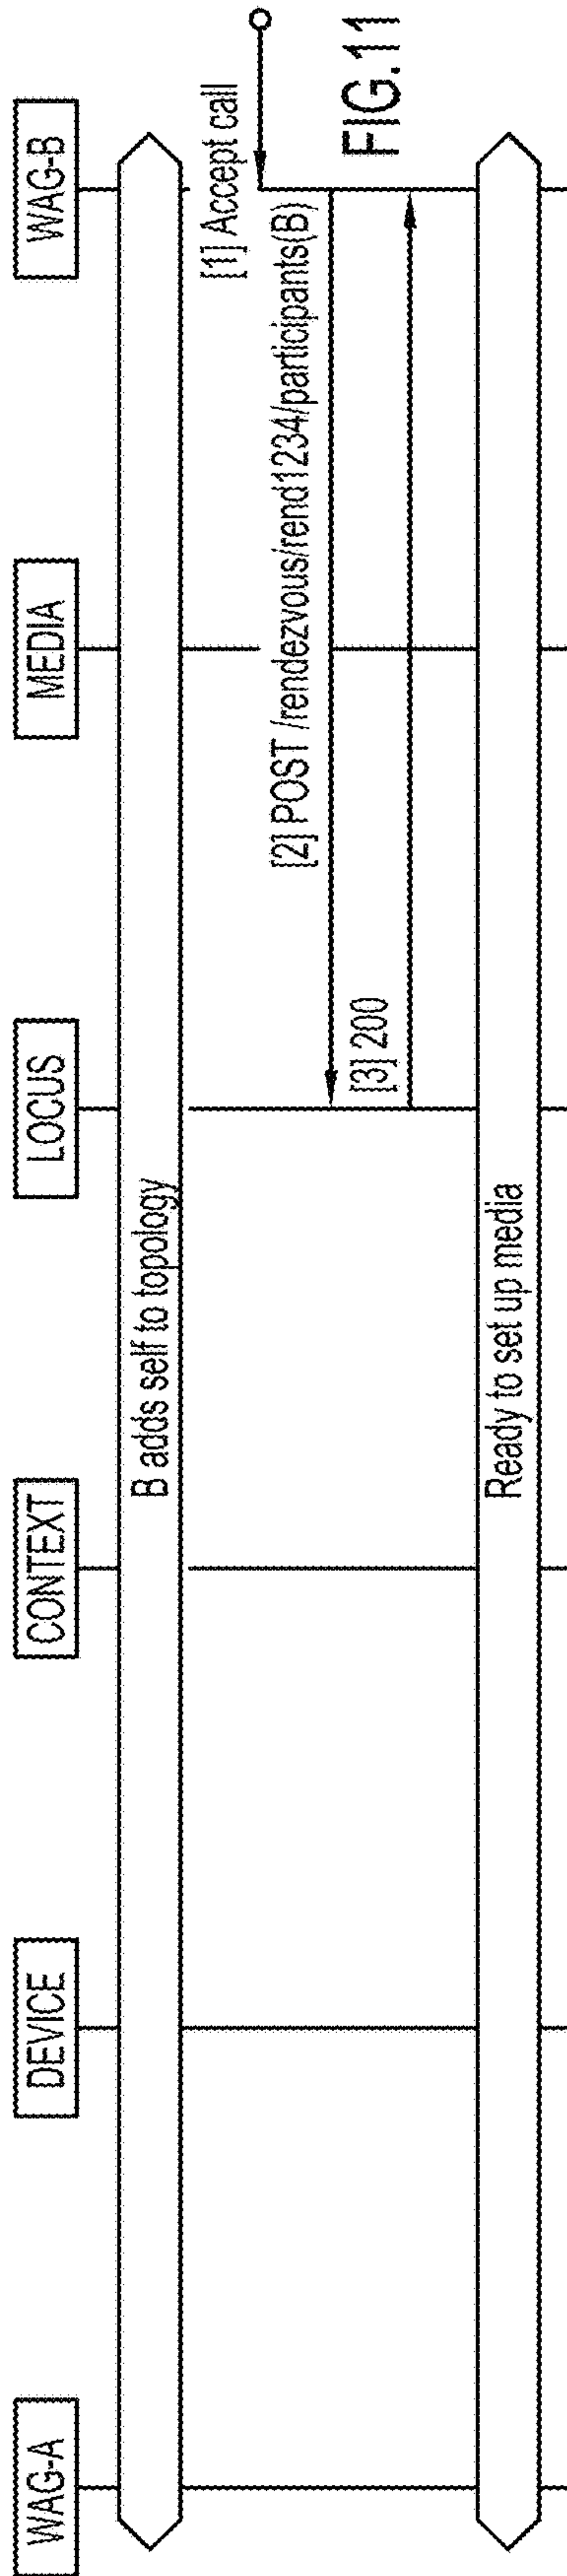 WAG-A
DEVICE
CONTEXT
LOCUS
MEDIA
WAG-B
B adds self to topology
[1] Accept call
[2] POST /rendezvous/rend1234/participants(B)
[3] 200
Ready to set up media
FIG.11